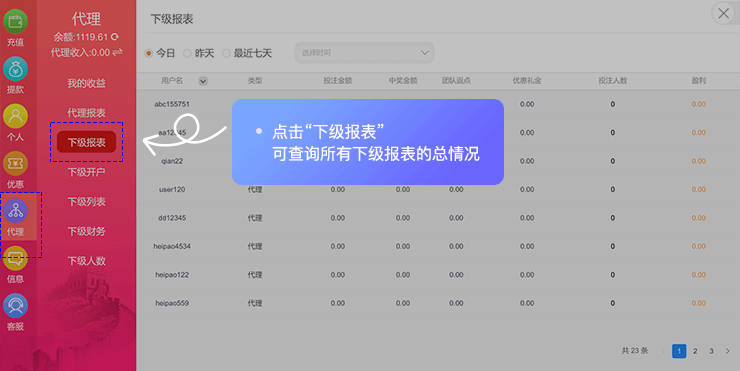 充值
提款
个人
优惠
代理
信息
客服
代理
余额:1119.61
代理收入:0.00
我的收益
代理报表
下级报表
下级开户
下级列表
下级财务
下级人数
下级报表
今日 昨天 最近七天 选择时间
用户名 类型 投注金额 中奖金额 团队返点 优惠礼金 投注人数 盈利
abc155751 0.00 0 0.00
aa12345 0.00 0 0.00
qian22 0.00 0 0.00
user120 代理 0.00 0.00 0.00 0.00 0 0.00
dd12345 代理 0.00 0.00 0.00 0.00 0 0.00
heipao4534 代理 0.00 0.00 0.00 0.00 0 0.00
heipao122 代理 0.00 0.00 0.00 0.00 0 0.00
heipao559 代理 0.00 0.00 0.00 0.00 0 0.00
点击“下级报表”
可查询所有下级报表的总情况
共 23 条 1 2 3